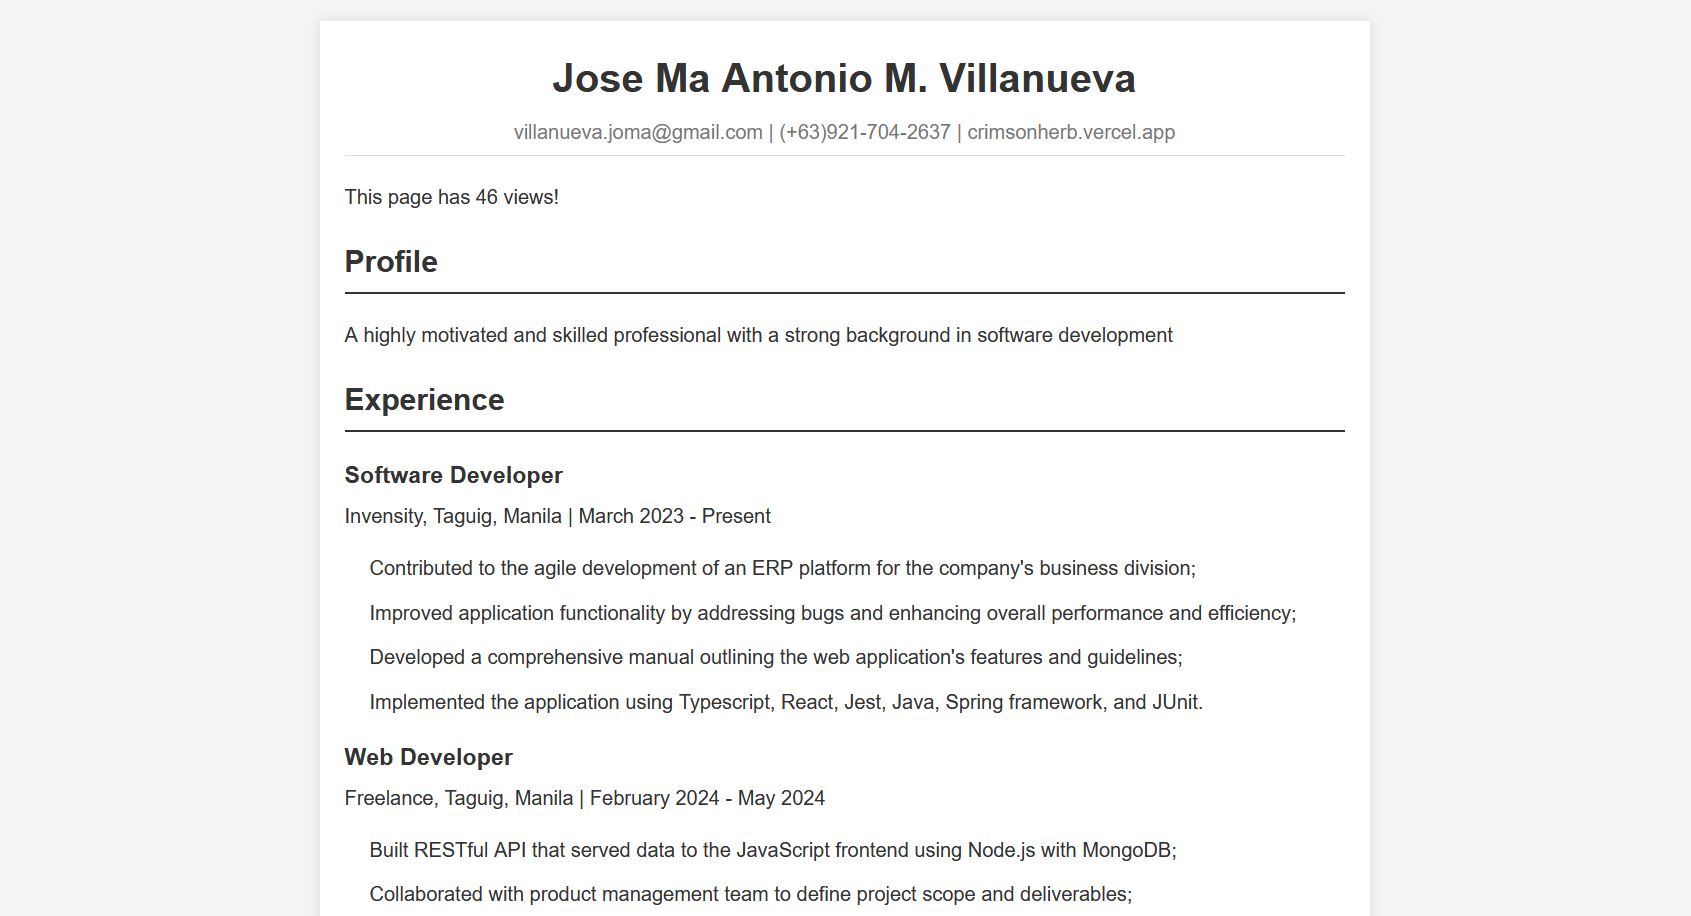 Jose Ma Antonio M. Villanueva
villanueva.joma@gmail.com | (+63)921-704-2637 | crimsonherb.vercel.app
This page has 46 views!
Profile
A highly motivated and skilled professional with a strong background in software development
Experience
Software Developer
Invensity, Taguig, Manila | March 2023 - Present
Contributed to the agile development of an ERP platform for the company's business division;
Improved application functionality by addressing bugs and enhancing overall performance and efficiency;
Developed a comprehensive manual outlining the web application's features and guidelines;
Implemented the application using Typescript, React, Jest, Java, Spring framework, and JUnit.
Web Developer
Freelance, Taguig, Manila | February 2024 - May 2024
Built RESTful API that served data to the JavaScript frontend using Node.js with MongoDB;
Collaborated with product management team to define project scope and deliverables;